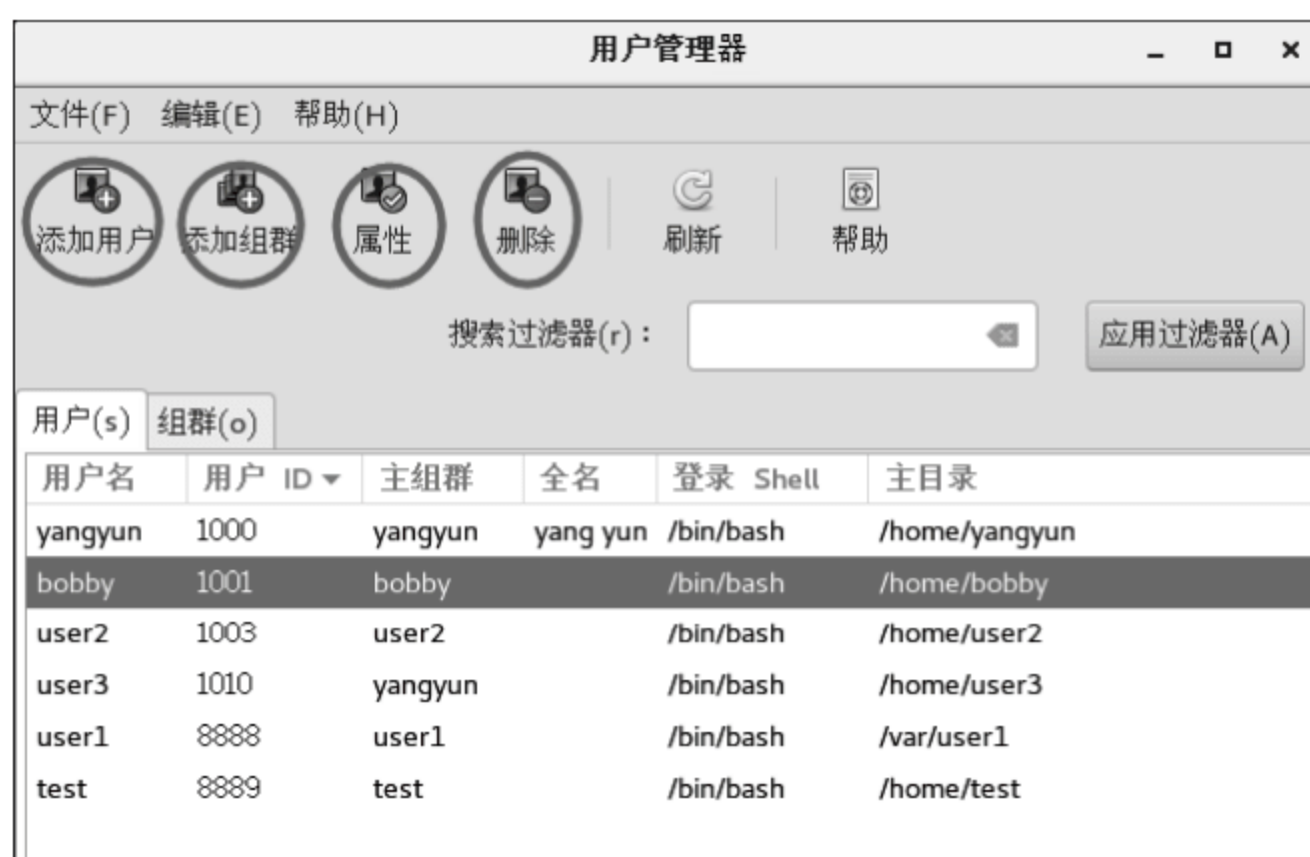 用户管理器
文件(F) 编辑(E) 帮助(H)
添加用户 添加组群 属性 删除 刷新 帮助
搜索过滤器(r)： 应用过滤器(A)
用户(s) 组群(o)
用户名 用户 ID 主组群 全名 登录 Shell 主目录
yangyun 1000 yangyun yang yun /bin/bash /home/yangyun
bobby 1001 bobby /bin/bash /home/bobby
user2 1003 user2 /bin/bash /home/user2
user3 1010 yangyun /bin/bash /home/user3
user1 8888 user1 /bin/bash /var/user1
test 8889 test /bin/bash /home/test